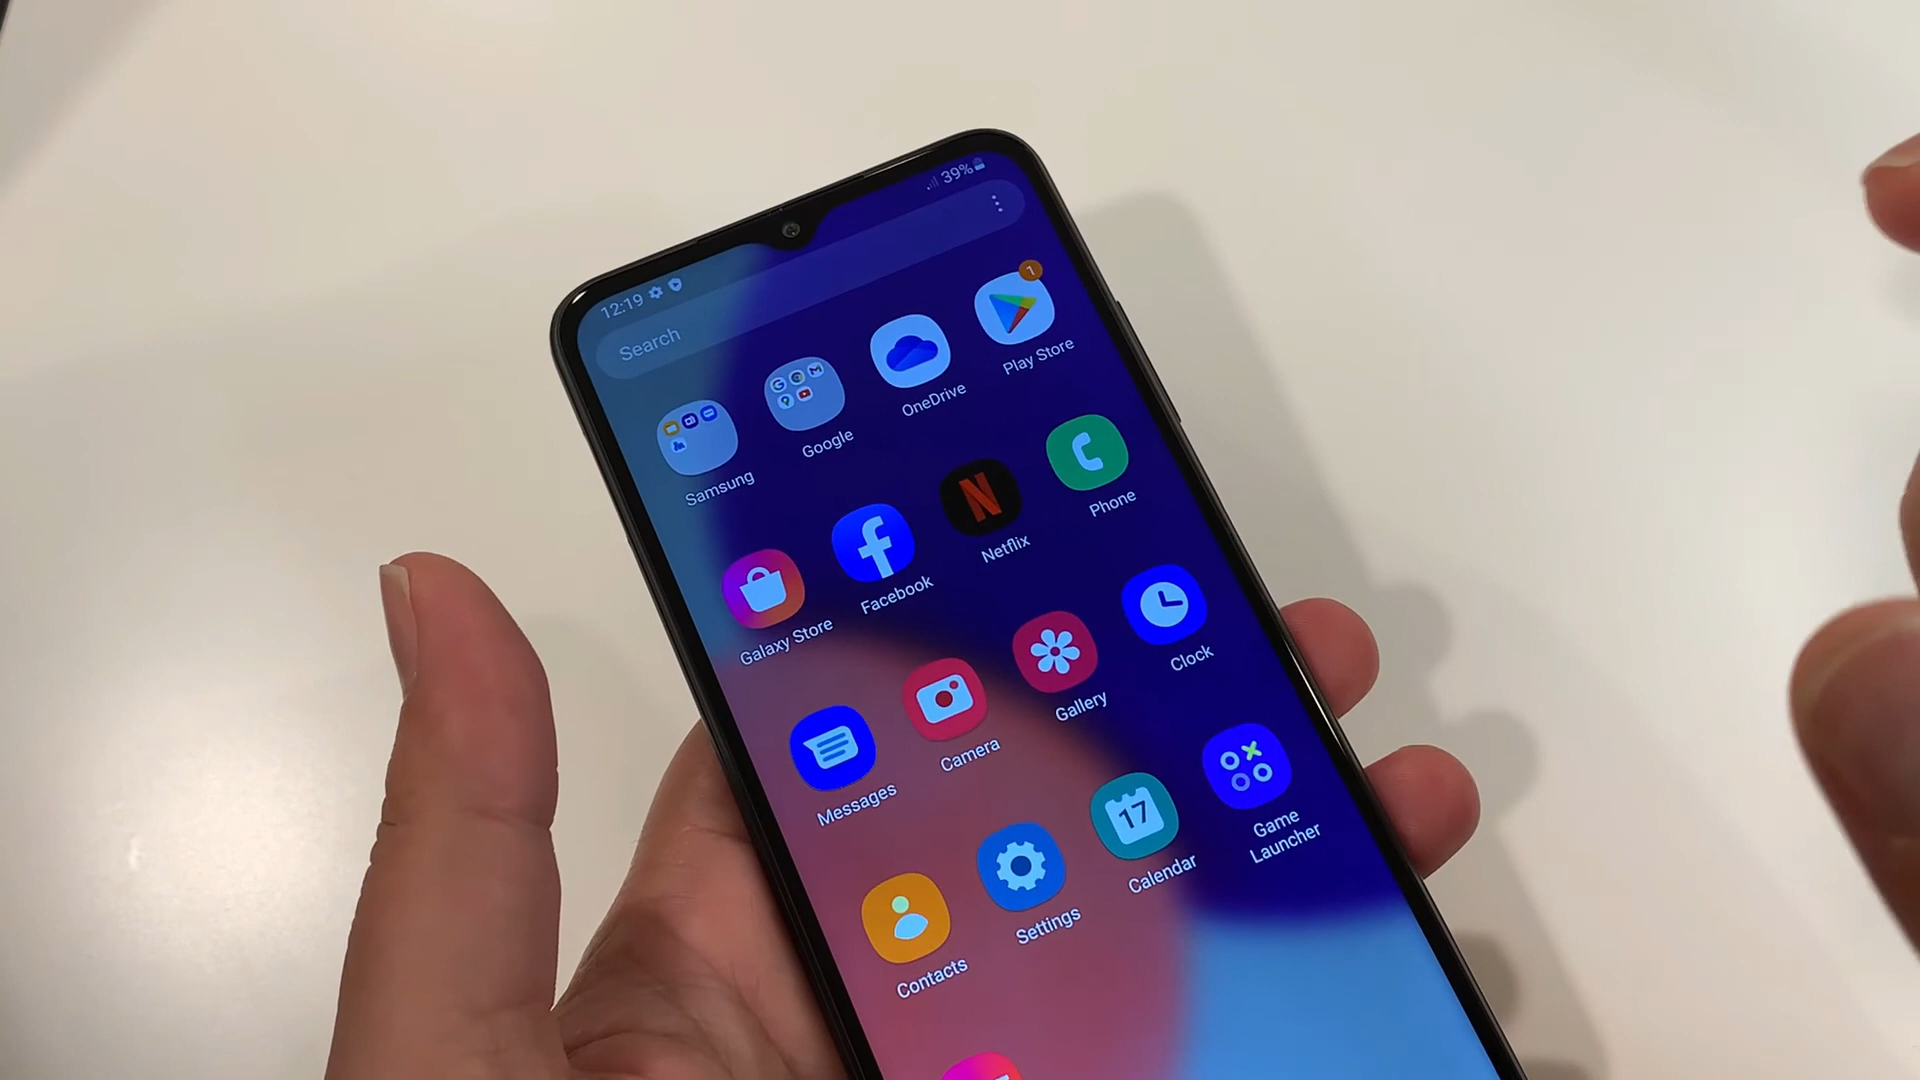 12:19
39%
Search
Samsung
Google
OneDrive
1
Play Store
Galaxy Store
Facebook
N
Netflix
Phone
Messages
Camera
Gallery
Clock
Contacts
Settings
17
Calendar
Game
Launcher